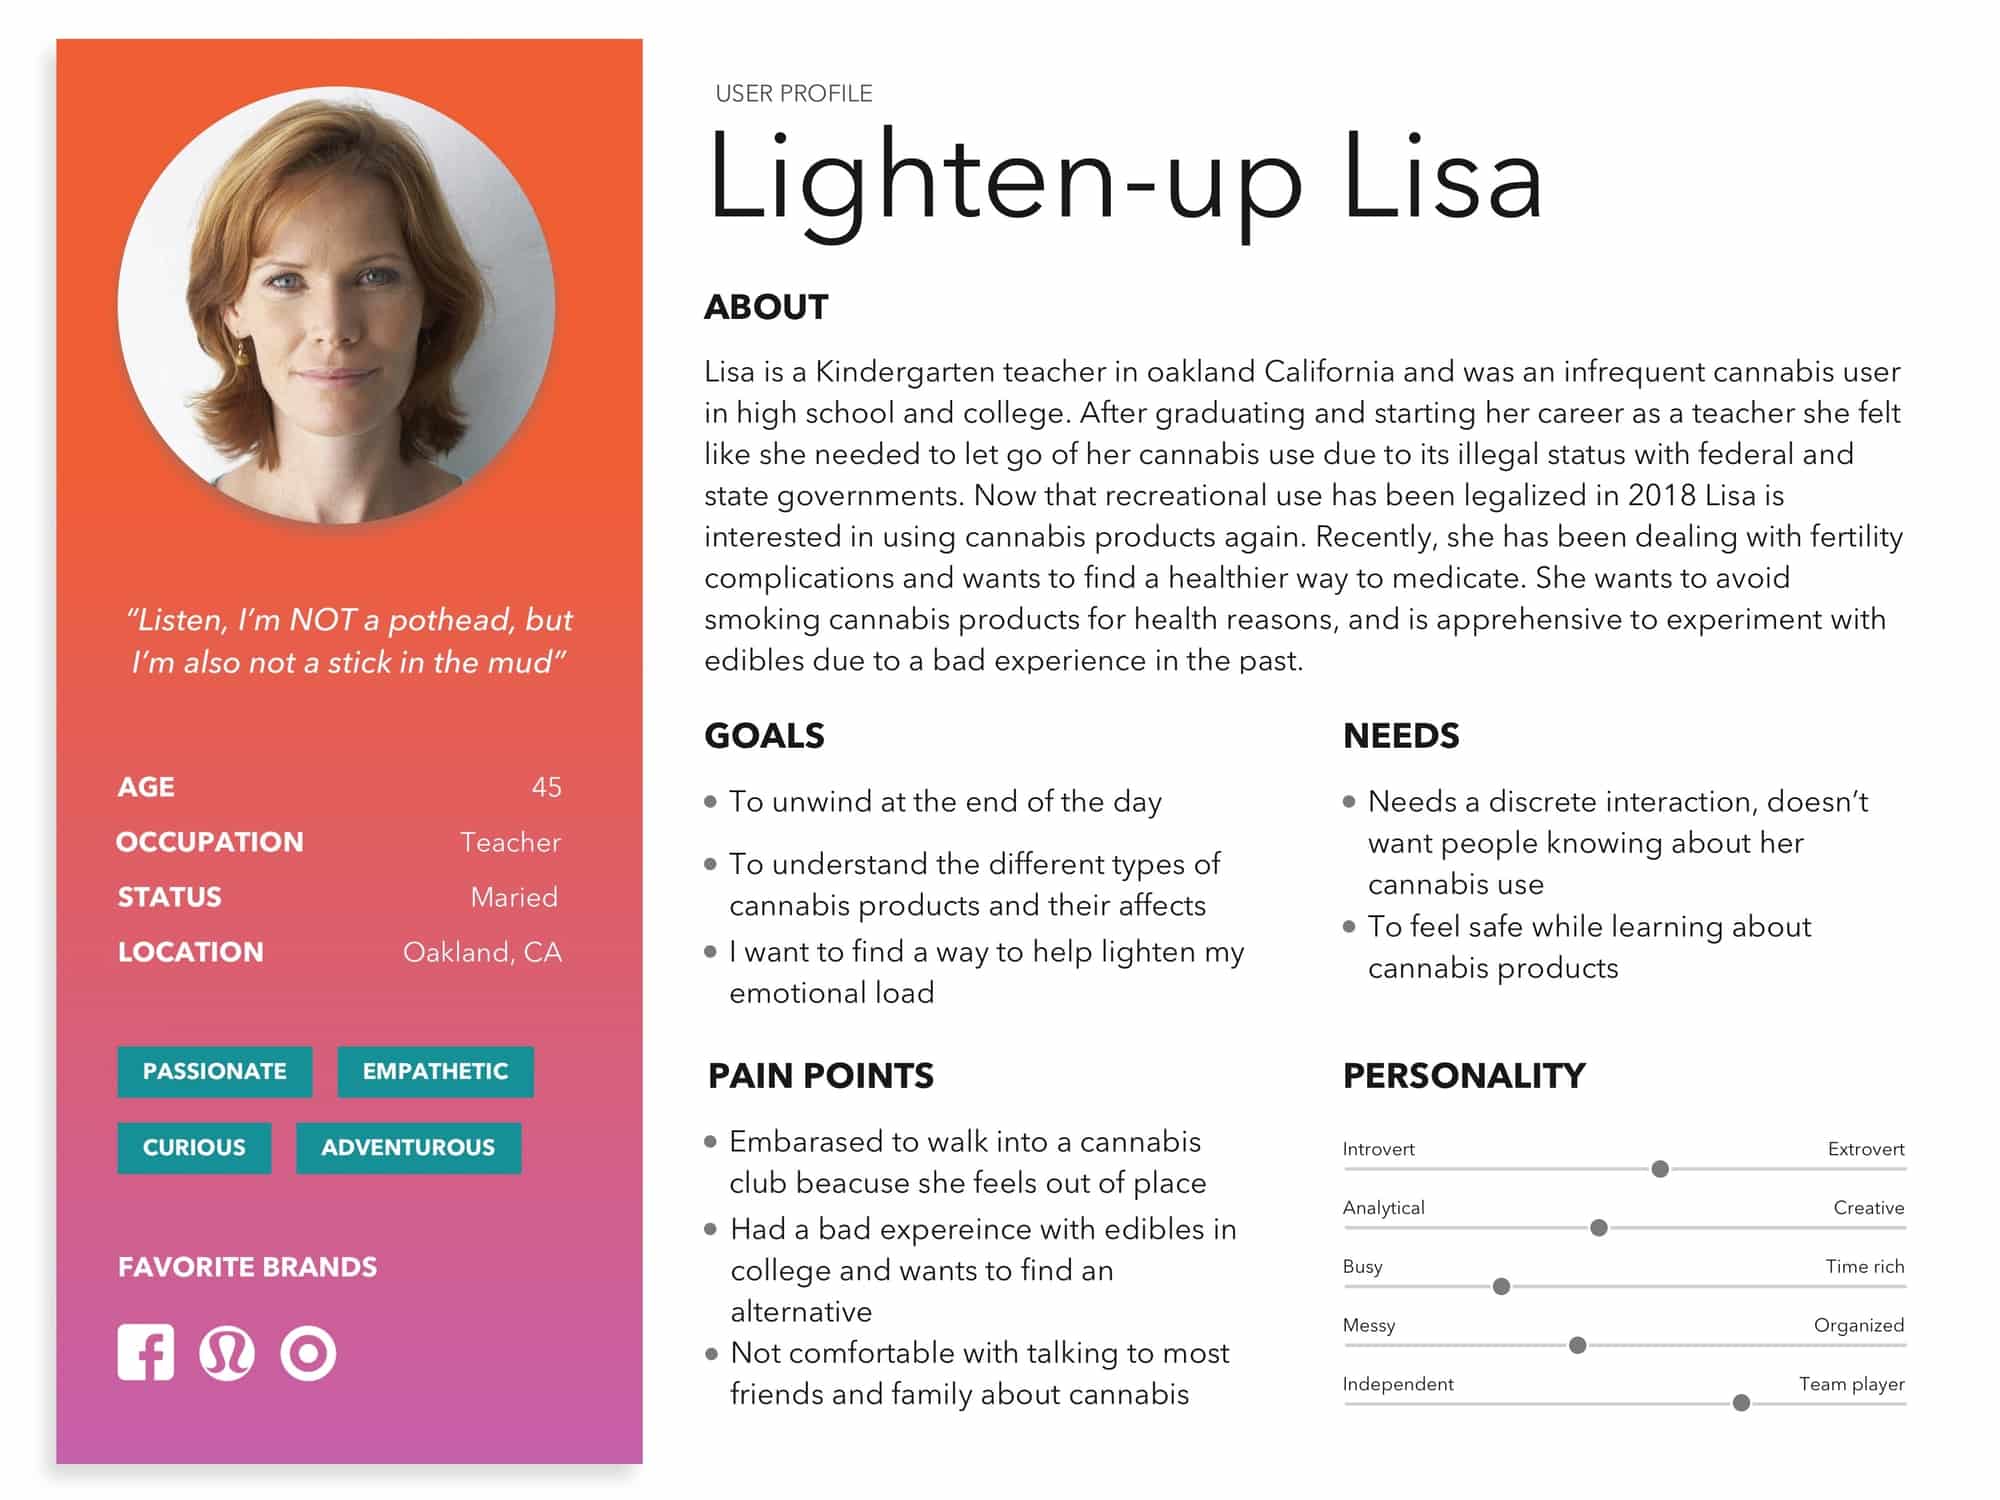 USER PROFILE
Lighten-up Lisa
ABOUT
Lisa is a Kindergarten teacher in oakland California and was an infrequent cannabis user
in high school and college. After graduating and starting her career as a teacher she felt
like she needed to let go of her cannabis use due to its illegal status with federal and
state governments. Now that recreational use has been legalized in 2018 Lisa is
interested in using cannabis products again. Recently, she has been dealing with fertility
complications and wants to find a healthier way to medicate. She wants to avoid
smoking cannabis products for health reasons, and is apprehensive to experiment with
edibles due to a bad experience in the past.
“Listen, I’m NOT a pothead, but
I’m also not a stick in the mud”
AGE 45
OCCUPATION Teacher
STATUS Maried
LOCATION Oakland, CA
PASSIONATE EMPATHETIC
CURIOUS ADVENTUROUS
FAVORITE BRANDS
GOALS
• To unwind at the end of the day
• To understand the different types of
cannabis products and their affects
• I want to find a way to help lighten my
emotional load
NEEDS
• Needs a discrete interaction, doesn’t
want people knowing about her
cannabis use
• To feel safe while learning about
cannabis products
PAIN POINTS
• Embarased to walk into a cannabis
club beacuse she feels out of place
• Had a bad expereince with edibles in
college and wants to find an
alternative
• Not comfortable with talking to most
friends and family about cannabis
PERSONALITY
Introvert Extrovert
Analytical Creative
Busy Time rich
Messy Organized
Independent Team player